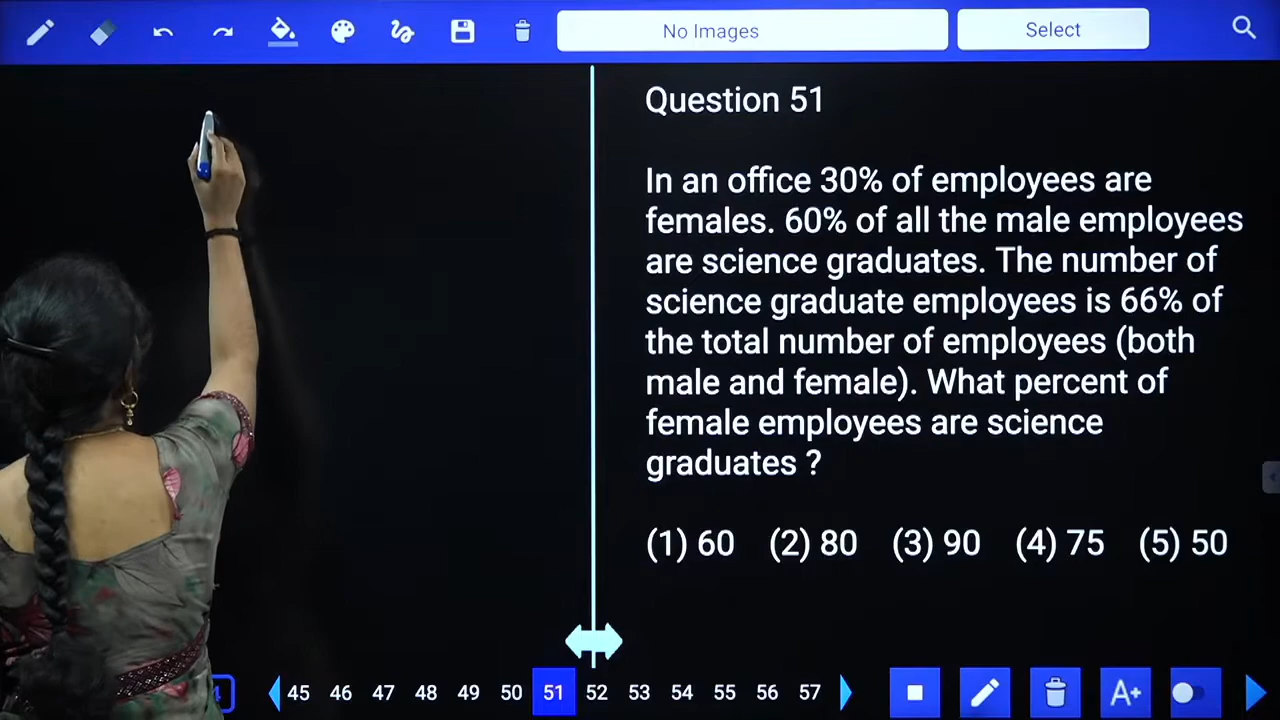 No Images Select
Question 51
In an office 30% of employees are
females. 60% of all the male employees
are science graduates. The number of
science graduate employees is 66% of
the total number of employees (both
male and female). What percent of
female employees are science
graduates ?
(1) 60 (2) 80 (3) 90 (4) 75 (5) 50
45 46 47 48 49 50 51 52 53 54 55 56 57 A+